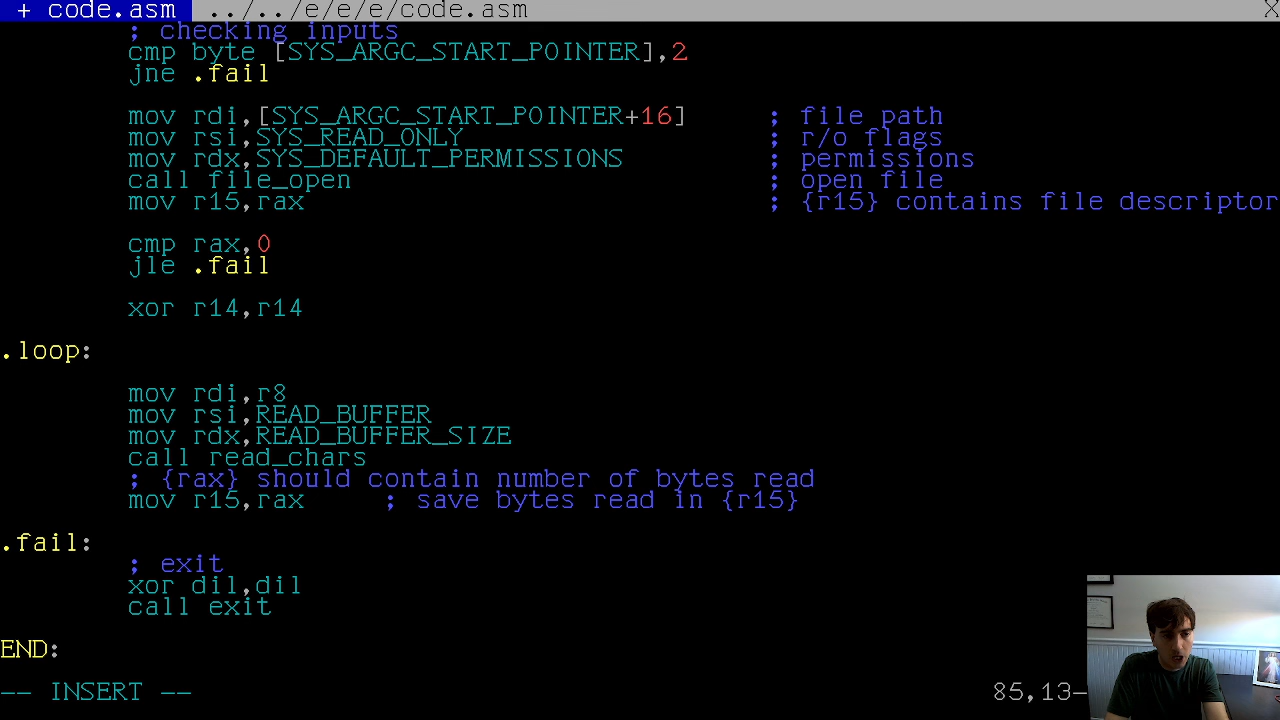 + code.asm ../../e/e/e/code.asm X
; checking inputs
cmp byte [SYS_ARGC_START_POINTER],2
jne .fail
mov rdi,[SYS_ARGC_START_POINTER+16] ; file path
mov rsi,SYS_READ_ONLY ; r/o flags
mov rdx,SYS_DEFAULT_PERMISSIONS ; permissions
call file_open ; open file
mov r15,rax ; {r15} contains file descriptor
cmp rax,0
jle .fail
xor r14,r14
.loop:
mov rdi,r8
mov rsi,READ_BUFFER
mov rdx,READ_BUFFER_SIZE
call read_chars
; {rax} should contain number of bytes read
mov r15,rax ; save bytes read in {r15}
.fail:
; exit
xor dil,dil
call exit
END:
-- INSERT -- 85,13-